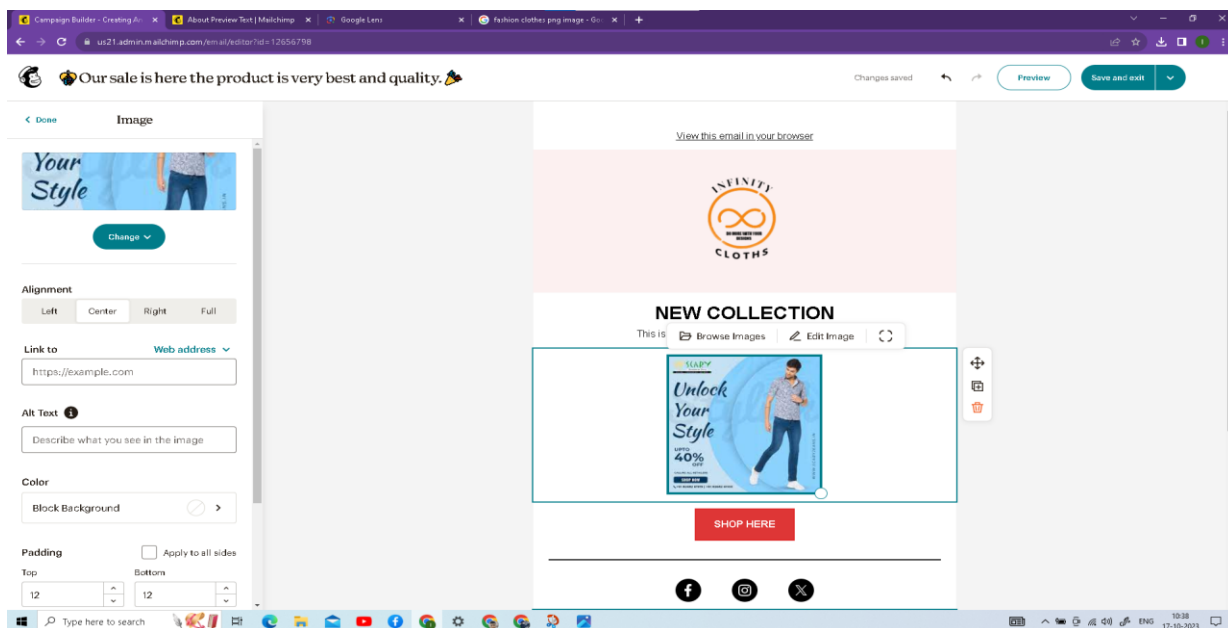 Campaign Builder - Creating An
About Preview Text | Mailchimp
Google Lens
fashion clothes png image - Go
us21.admin.mailchimp.com/email/editor?id=12656798
Our sale is here the product is very best and quality.
Changes saved
Preview
Save and exit
Done
Image
Your
Style
Change
Alignment
Left Center Right Full
Link to Web address
https://example.com
Alt Text
Describe what you see in the image
Color
Block Background
Padding Apply to all sides
Top Bottom
12 12
View this email in your browser
INFINITY
CLOTHS
NEW COLLECTION
This is
Browse Images Edit Image
SCARY
Unlock
Your
Style
UPTO
40%
OFF
SHOP NOW
SHOP HERE
Type here to search
ENG
10:38
17-10-2023